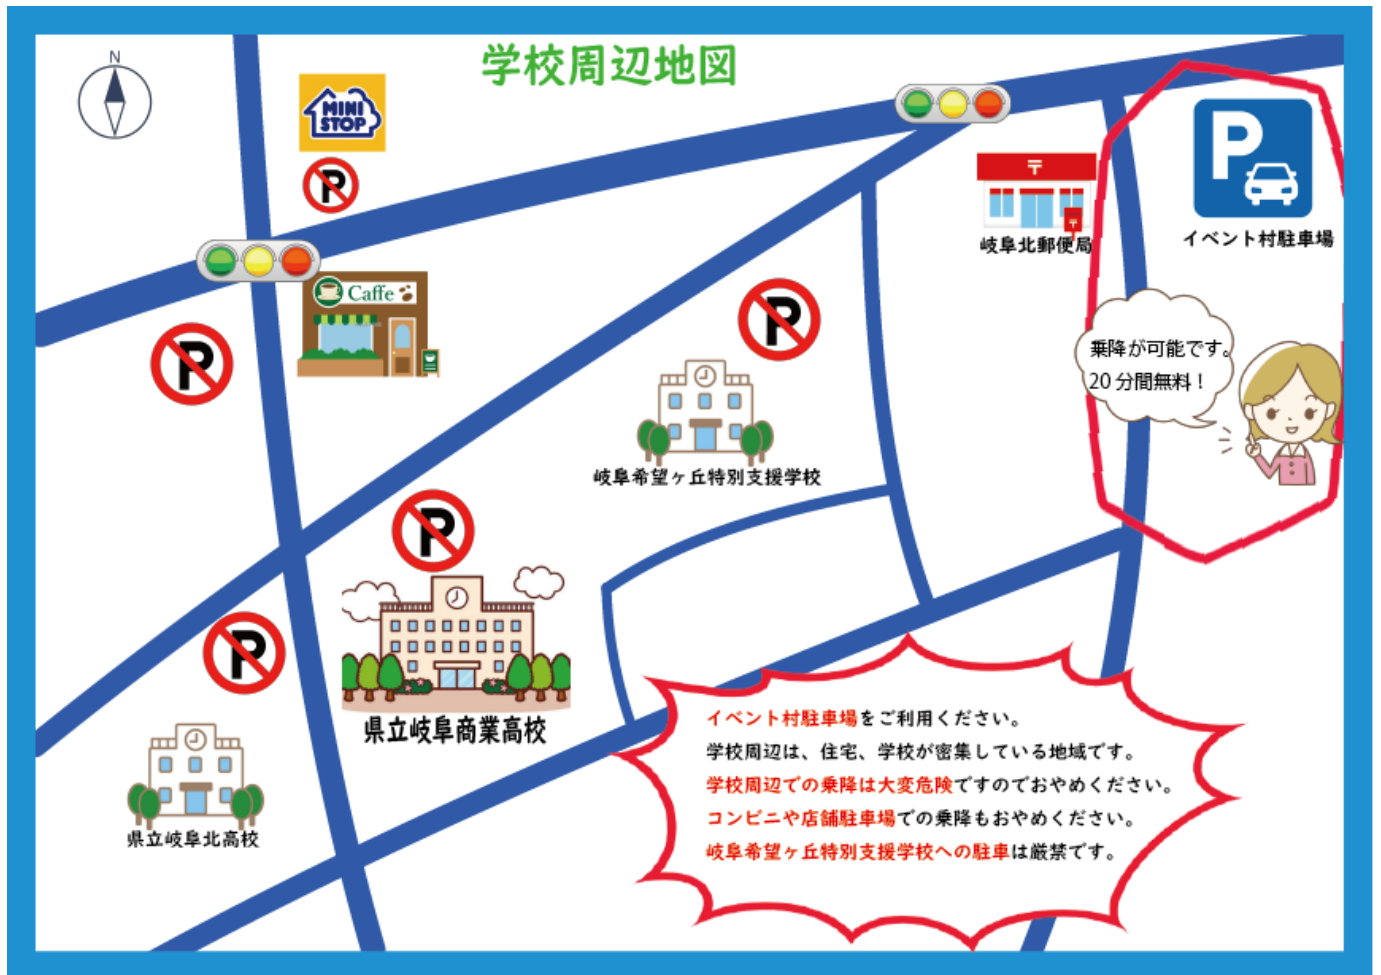 学校周辺地図
N
MINI
STOP
P
P
岐阜北郵便局
イベント村駐車場
Caffe
P
P
乗降が可能です。
20分間無料！
岐阜希望ヶ丘特別支援学校
P
県立岐阜商業高校
P
県立岐阜北高校
イベント村駐車場をご利用ください。
学校周辺は、住宅、学校が密集している地域です。
学校周辺での乗降は大変危険ですのでおやめください。
コンビニや店舗駐車場での乗降もおやめください。
岐阜希望ヶ丘特別支援学校への駐車は厳禁です。